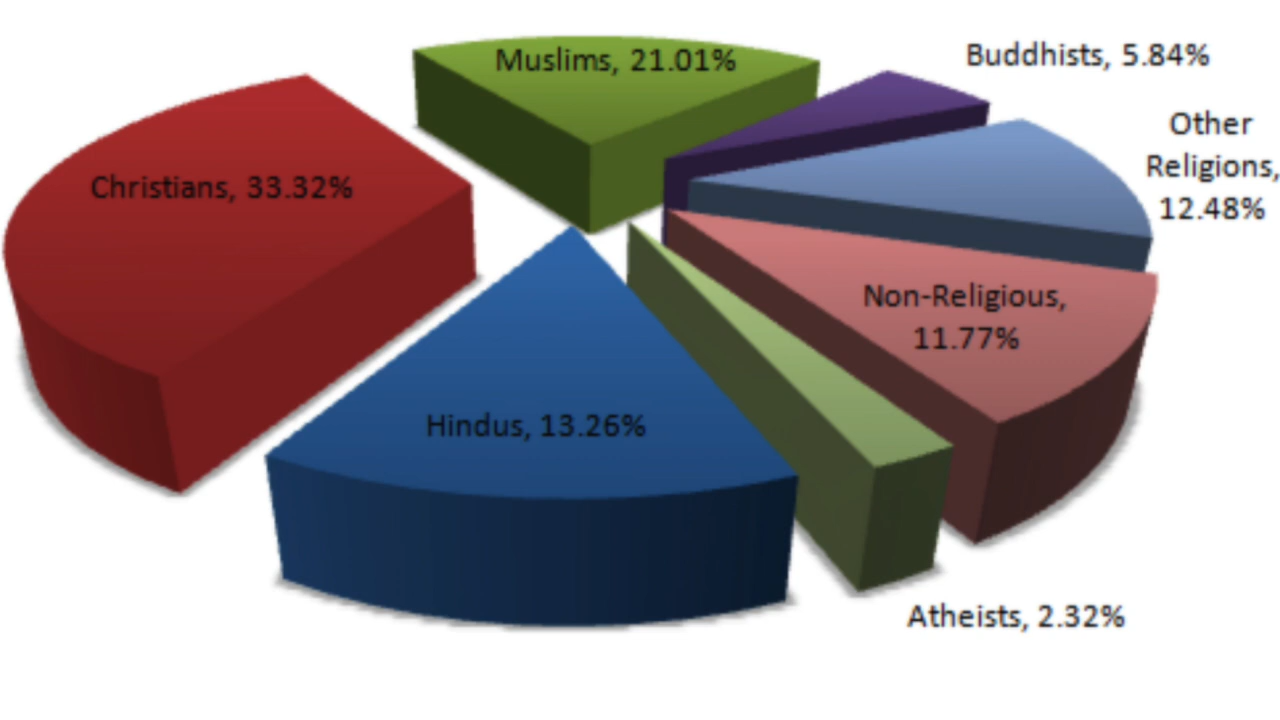 Muslims, 21.01%
Buddhists, 5.84%
Other
Religions,
12.48%
Christians, 33.32%
Non-Religious,
11.77%
Hindus, 13.26%
Atheists, 2.32%